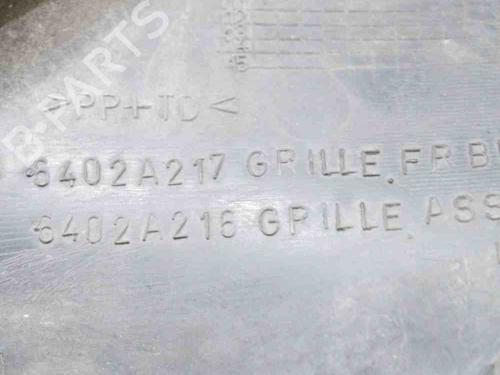 B-PARTS
>PP+TD<
6402A217 GRILLE, FR B
6402A216 GRILLE ASS